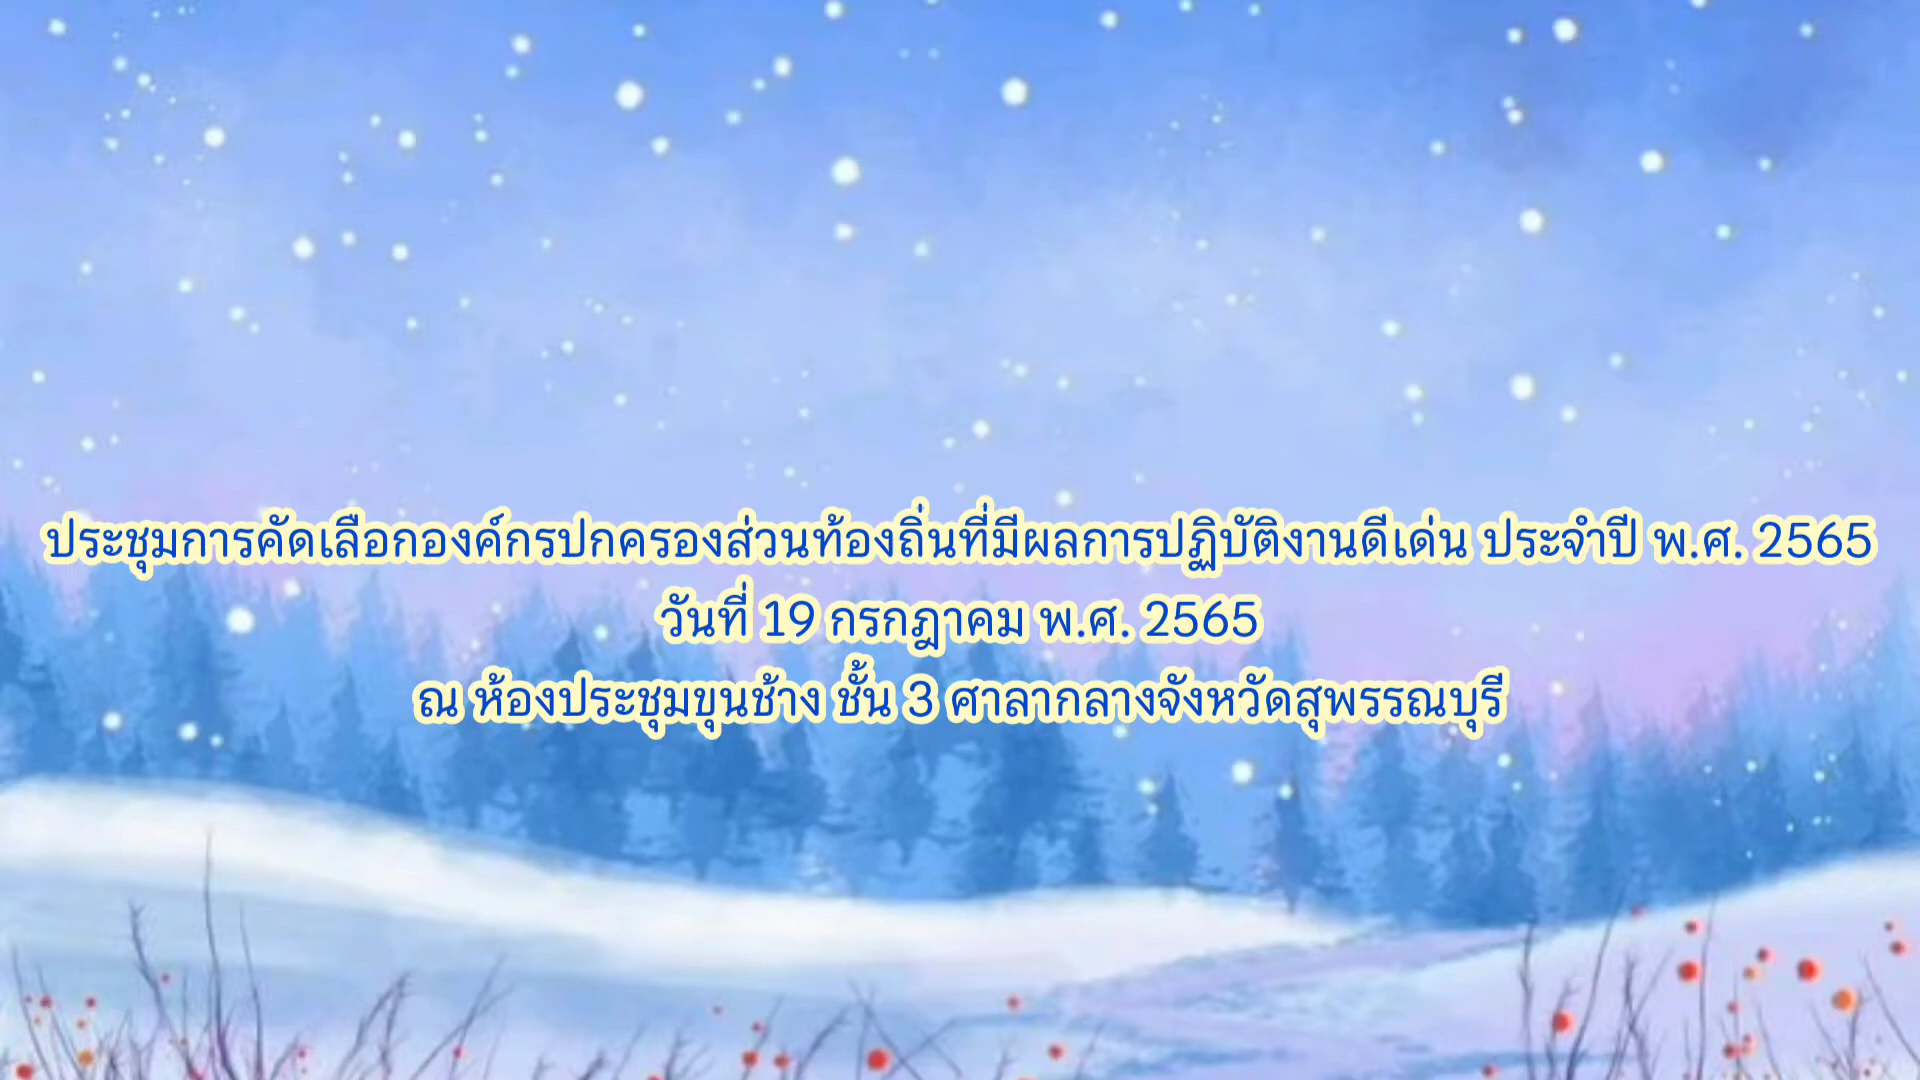 ประชุมการคัดเลือกองค์กรปกครองส่วนท้องถิ่นที่มีผลการปฏิบัติงานดีเด่น ประจำปี พ.ศ. 2565
วันที่ 19 กรกฎาคม พ.ศ. 2565
ณ ห้องประชุมขุนช้าง ชั้น 3 ศาลากลางจังหวัดสุพรรณบุรี